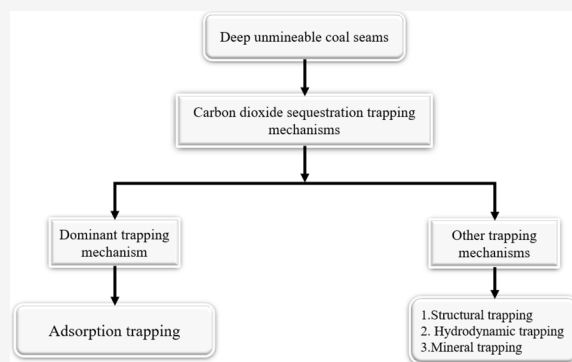 Deep unmineable coal seams
Carbon dioxide sequestration trapping
mechanisms
Dominant trapping
mechanism
Other trapping
mechanisms
Adsorption trapping
1.Structural trapping
2. Hydrodynamic trapping
3.Mineral trapping